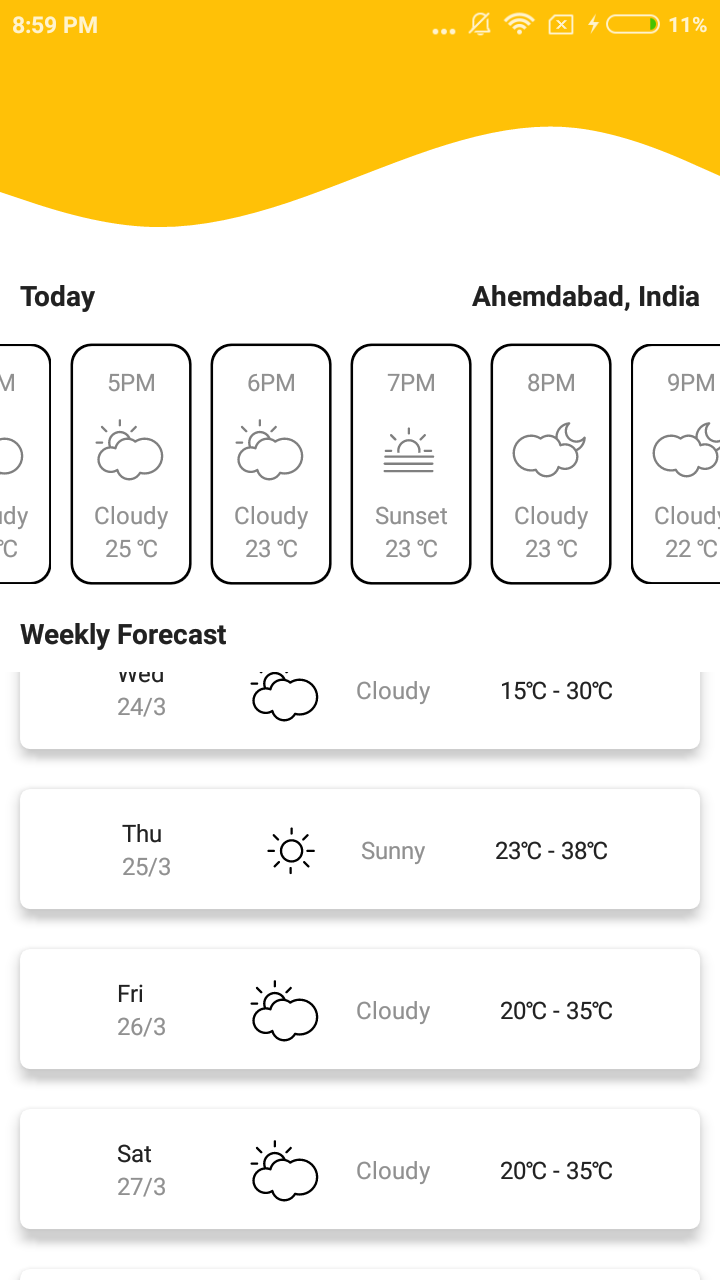 8:59 PM 11%
Today Ahemdabad, India
M 5PM 6PM 7PM 8PM 9PM
Cloudy Cloudy Sunset Cloudy Cloudy
℃ 25 ℃ 23 ℃ 23 ℃ 23 ℃ 22 ℃
Weekly Forecast
Wed
24/3 Cloudy 15℃ - 30℃
Thu
25/3 Sunny 23℃ - 38℃
Fri
26/3 Cloudy 20℃ - 35℃
Sat
27/3 Cloudy 20℃ - 35℃